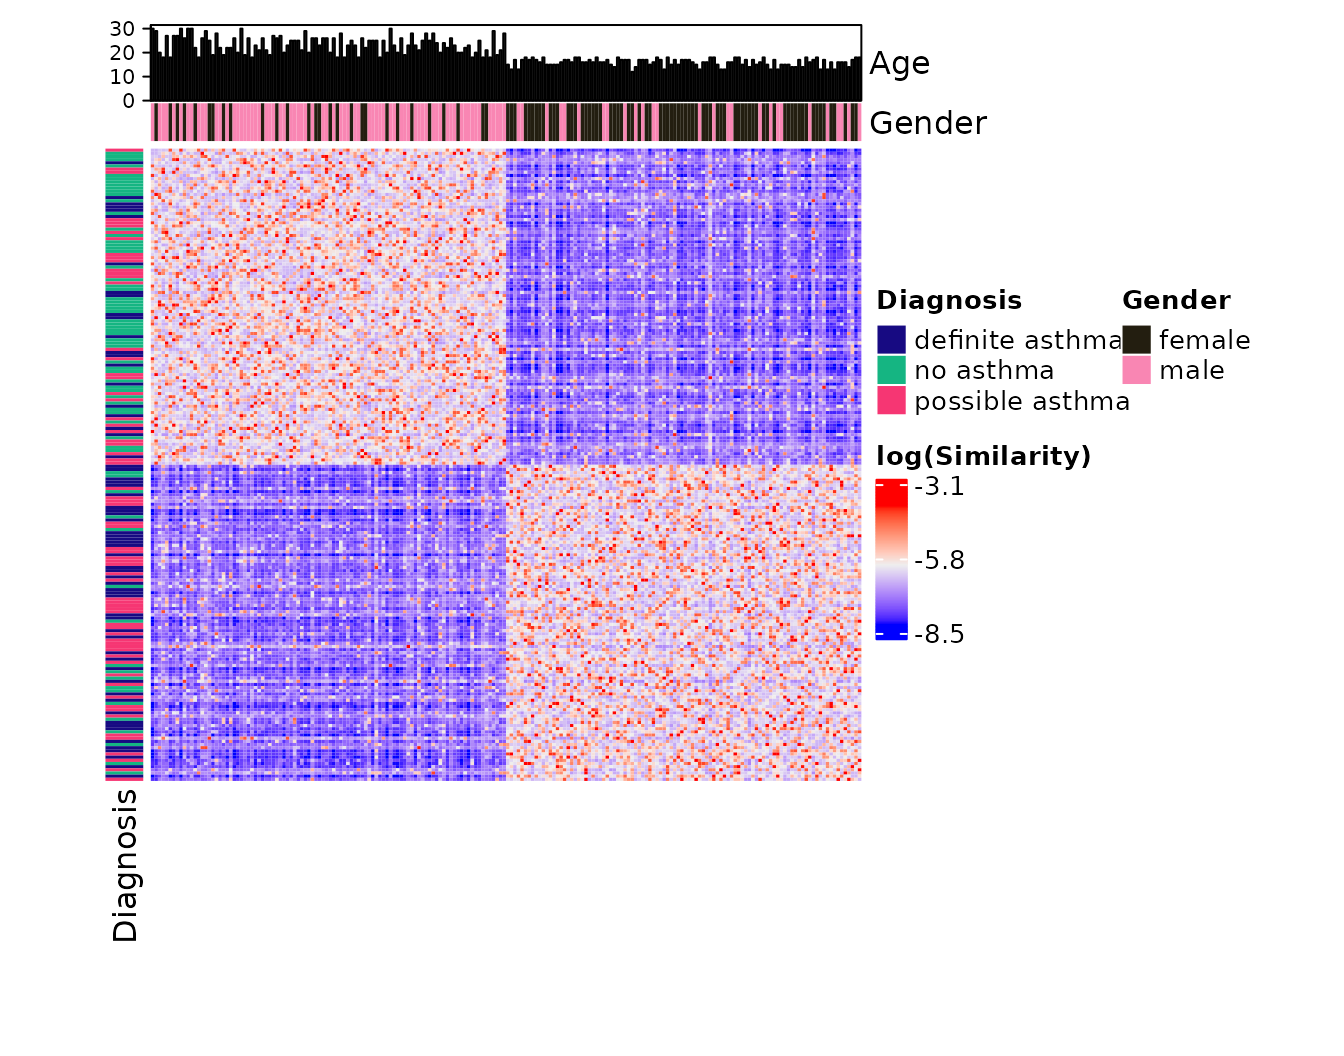 30
20
10
0
Age
Gender
Diagnosis
definite asthma
no asthma
possible asthma
Gender
female
male
log(Similarity)
-3.1
-5.8
-8.5
Diagnosis